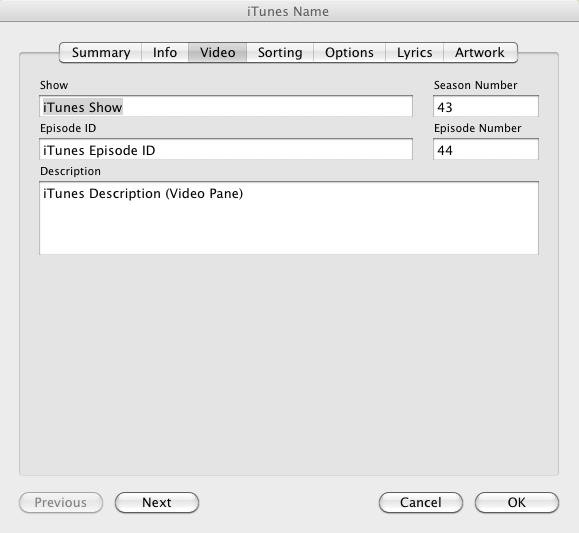 iTunes Name
Summary Info Video Sorting Options Lyrics Artwork
Show Season Number
iTunes Show 43
Episode ID Episode Number
iTunes Episode ID 44
Description
iTunes Description (Video Pane)
Previous Next Cancel OK